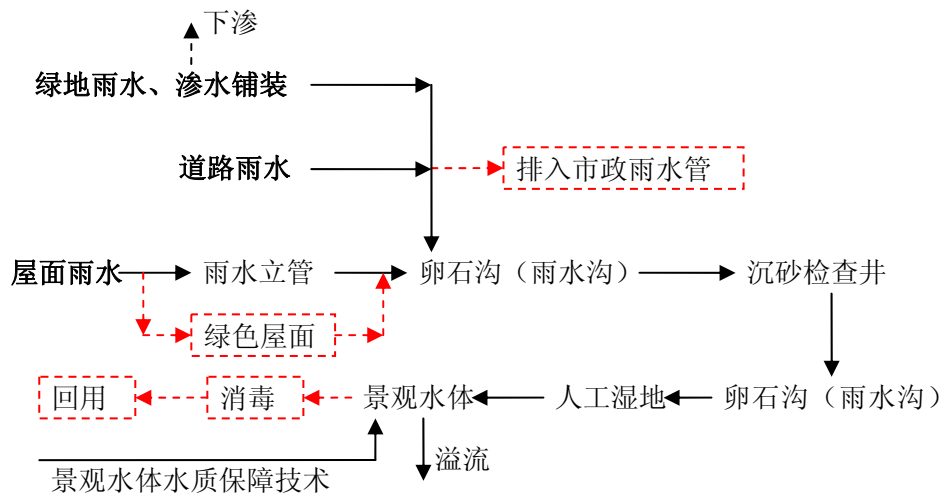 下渗
绿地雨水、渗水铺装
道路雨水
排入市政雨水管
屋面雨水
雨水立管
卵石沟（雨水沟）
沉砂检查井
绿色屋面
回用
消毒
景观水体
人工湿地
卵石沟（雨水沟）
溢流
景观水体水质保障技术